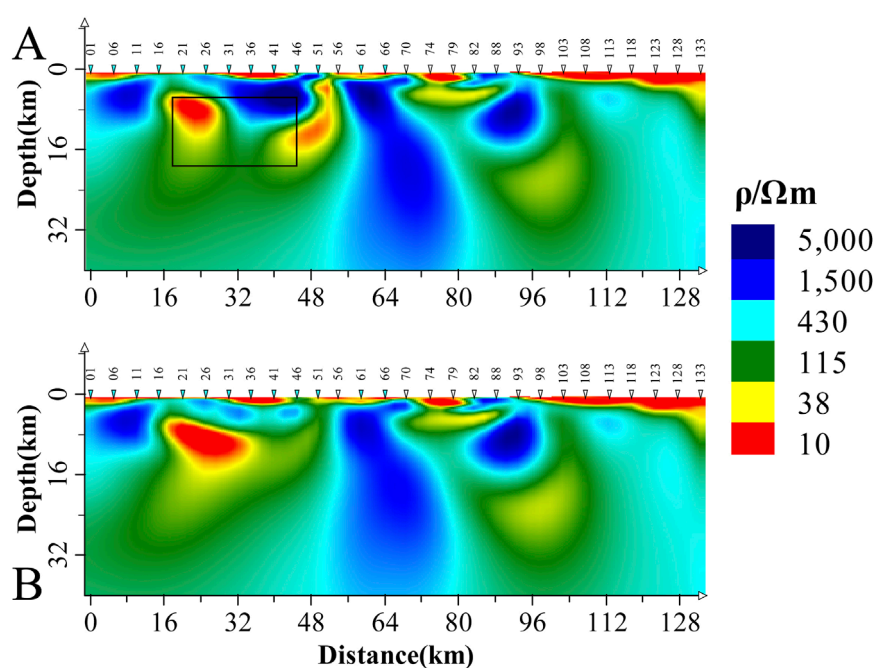 A
01 06 11 16 21 26 31 36 41 46 51 56 61 66 70 74 79 82 88 93 98 103 108 113 118 123 128 133
0
16
32
Depth(km)
0 16 32 48 64 80 96 112 128
ρ/Ωm
5,000
1,500
430
115
38
10
01 06 11 16 21 26 31 36 41 46 51 56 61 66 70 74 79 82 88 93 98 103 108 113 118 123 128 133
0
16
32
Depth(km)
B
0 16 32 48 64 80 96 112 128
Distance(km)